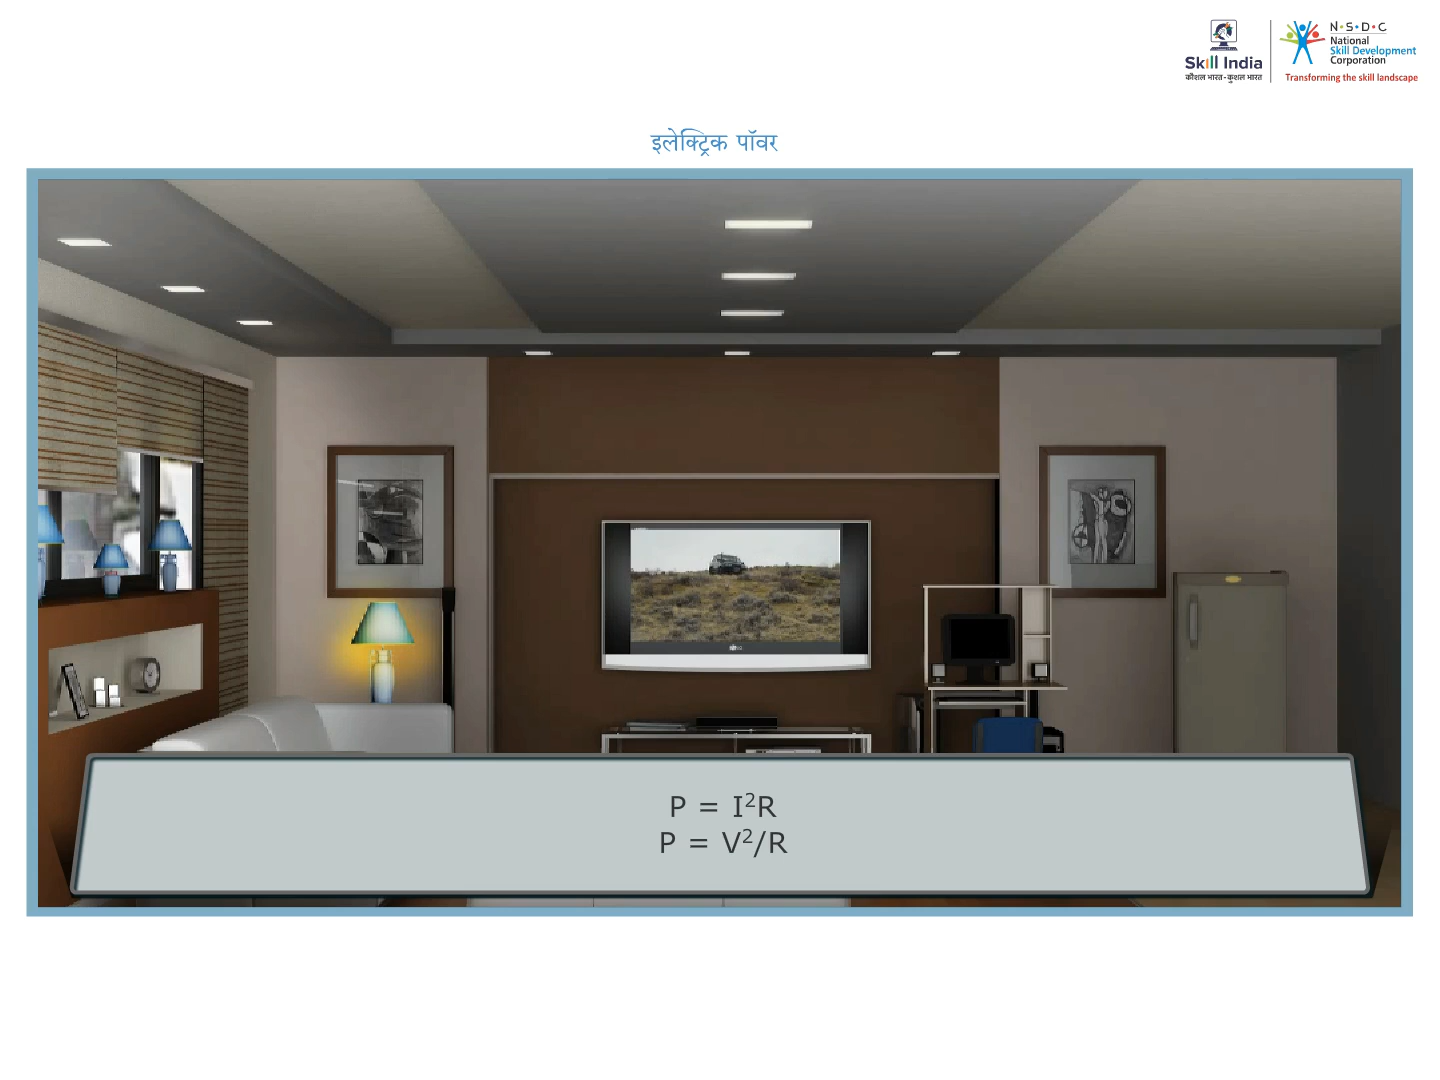 Skill India
कौशल भारत-कुशल भारत
N·S·D·C
National
Skill Development
Corporation
Transforming the skill landscape
इलेक्ट्रिक पॉवर
P = I²R
P = V²/R